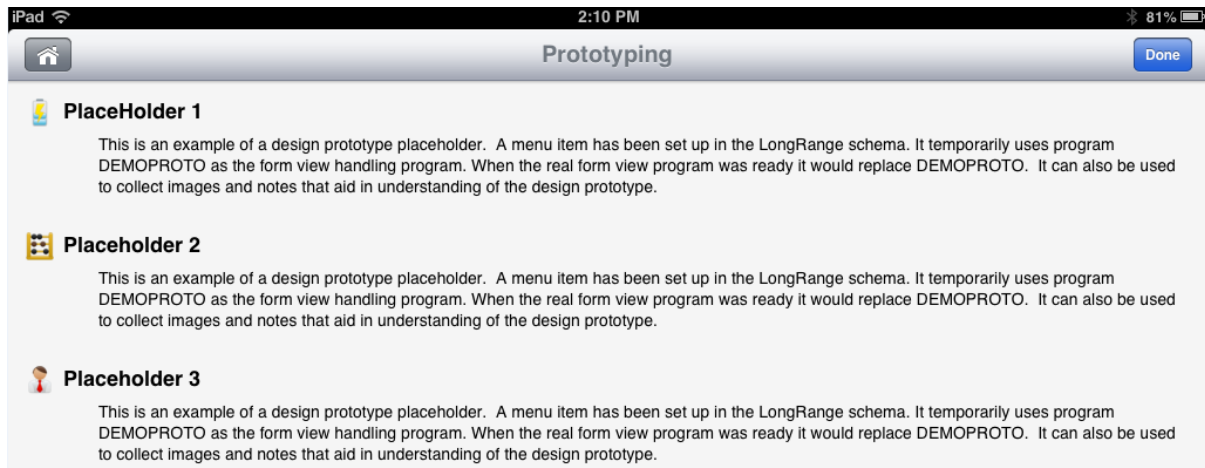 iPad 2:10 PM 81%
Prototyping Done
PlaceHolder 1
This is an example of a design prototype placeholder.  A menu item has been set up in the LongRange schema. It temporarily uses program
DEMOPROTO as the form view handling program. When the real form view program was ready it would replace DEMOPROTO.  It can also be used
to collect images and notes that aid in understanding of the design prototype.
Placeholder 2
This is an example of a design prototype placeholder.  A menu item has been set up in the LongRange schema. It temporarily uses program
DEMOPROTO as the form view handling program. When the real form view program was ready it would replace DEMOPROTO.  It can also be used
to collect images and notes that aid in understanding of the design prototype.
Placeholder 3
This is an example of a design prototype placeholder.  A menu item has been set up in the LongRange schema. It temporarily uses program
DEMOPROTO as the form view handling program. When the real form view program was ready it would replace DEMOPROTO.  It can also be used
to collect images and notes that aid in understanding of the design prototype.